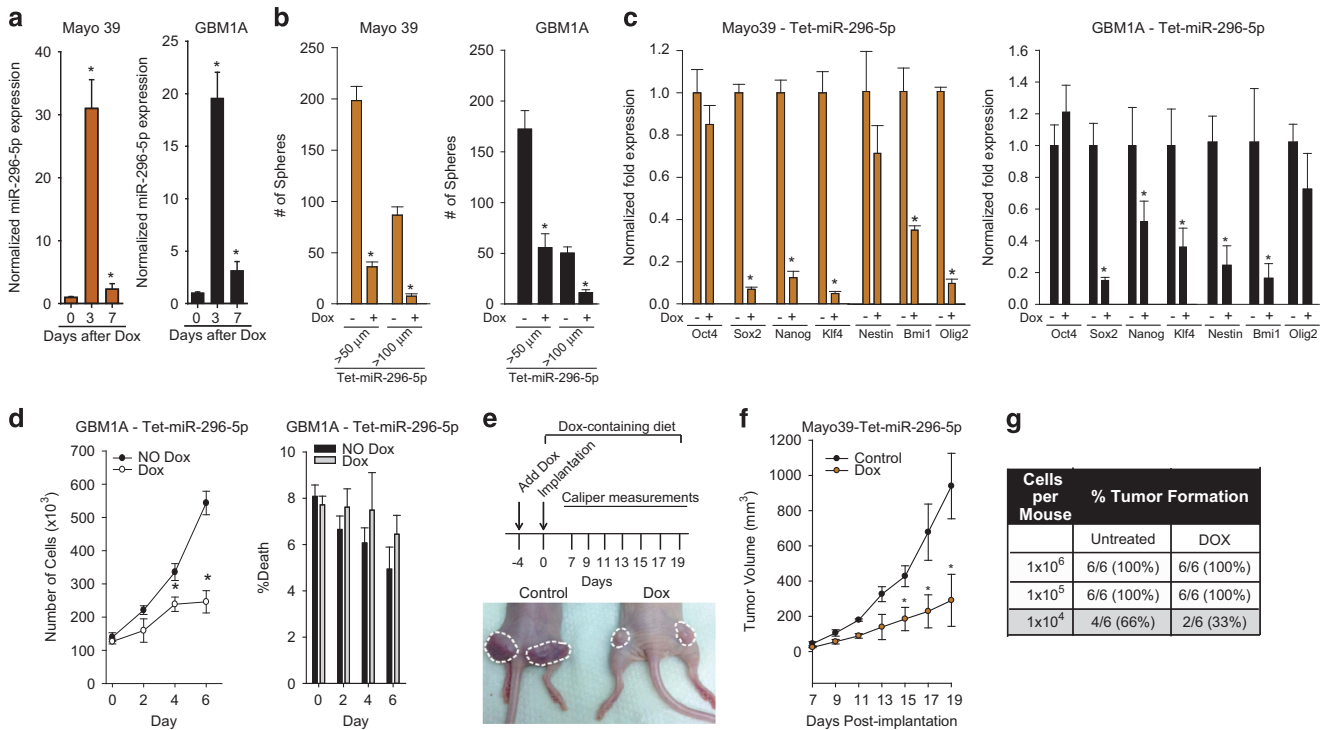 a
Mayo 39
GBM1A
Normalized miR-296-5p expression
40
30
20
10
0
*
*
0 3 7
Days after Dox
Normalized miR-296-5p expression
25
20
15
10
5
0
*
*
0 3 7
Days after Dox
b
Mayo 39
GBM1A
# of Spheres
250
200
150
100
50
0
*
*
Dox - + - +
>50 µm >100 µm
Tet-miR-296-5p
# of Spheres
250
200
150
100
50
0
*
*
- + - +
>50 µm >100 µm
Tet-miR-296-5p
c
Mayo39 - Tet-miR-296-5p
Normalized fold expression
1.2
1.0
0.8
0.6
0.4
0.2
0.0
* * * * *
Dox - + - + - + - + - + - + - +
Oct4 Sox2 Nanog Klf4 Nestin Bmi1 Olig2
GBM1A - Tet-miR-296-5p
Normalized fold expression
1.6
1.4
1.2
1.0
0.8
0.6
0.4
0.2
0.0
* * * * *
Dox - + - + - + - + - + - + - +
Oct4 Sox2 Nanog Klf4 Nestin Bmi1 Olig2
d
GBM1A - Tet-miR-296-5p
NO Dox
Dox
Number of Cells (x10³)
700
600
500
400
300
200
100
0
* *
0 2 4 6
Day
GBM1A - Tet-miR-296-5p
NO Dox
Dox
%Death
10
8
6
4
2
0
0 2 4 6
Day
e
Dox-containing diet
Add Dox
Implantation
Caliper measurements
-4 0 7 9 11 13 15 17 19
Days
Control Dox
f
Mayo39-Tet-miR-296-5p
Control
Dox
Tumor Volume (mm³)
1000
800
600
400
200
0
* * *
7 9 11 13 15 17 19
Days Post-implantation
g
Cells per Mouse % Tumor Formation
Untreated DOX
1x10⁶ 6/6 (100%) 6/6 (100%)
1x10⁵ 6/6 (100%) 6/6 (100%)
1x10⁴ 4/6 (66%) 2/6 (33%)